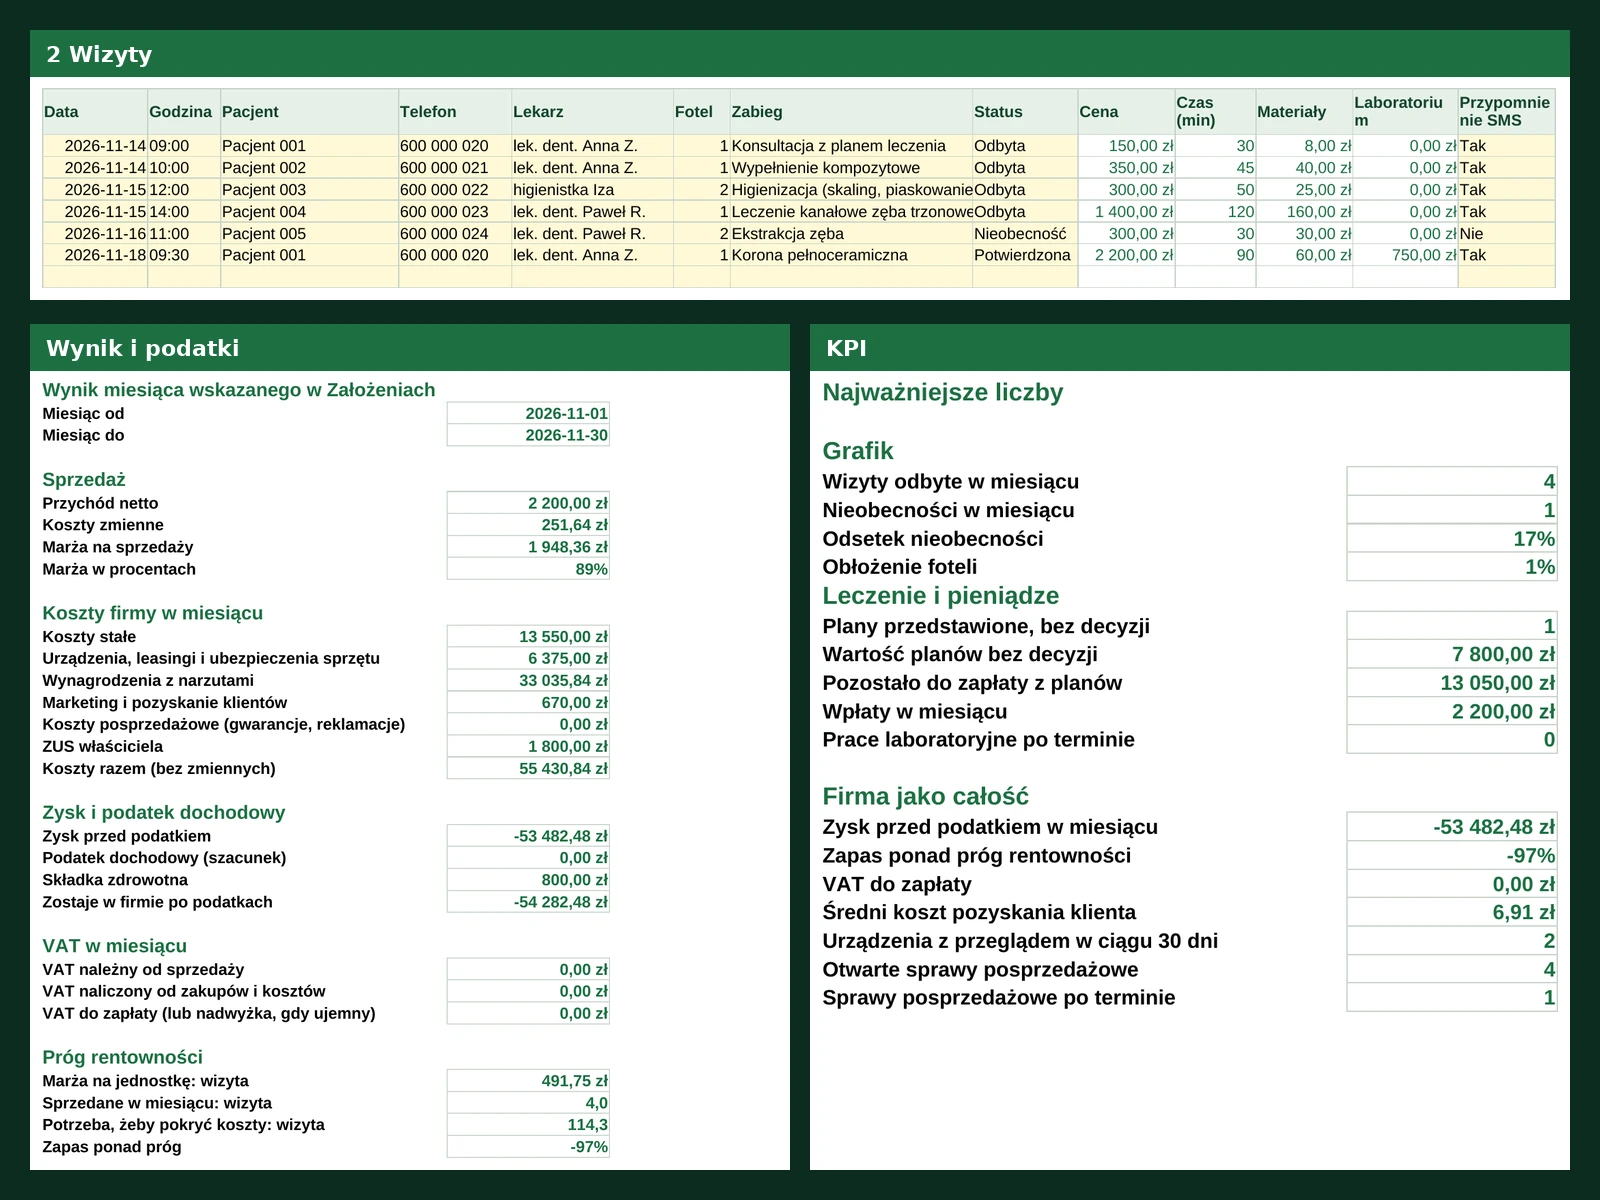 2 Wizyty
Data Godzina Pacjent Telefon Lekarz Fotel Zabieg Status Cena Czas (min) Materiały Laboratorium Przypomnienie SMS
2026-11-14 09:00 Pacjent 001 600 000 020 lek. dent. Anna Z. 1 Konsultacja z planem leczenia Odbyta 150,00 zł 30 8,00 zł 0,00 zł Tak
2026-11-14 10:00 Pacjent 002 600 000 021 lek. dent. Anna Z. 1 Wypełnienie kompozytowe Odbyta 350,00 zł 45 40,00 zł 0,00 zł Tak
2026-11-15 12:00 Pacjent 003 600 000 022 higienistka Iza 2 Higienizacja (skaling, piaskowanie Odbyta 300,00 zł 50 25,00 zł 0,00 zł Tak
2026-11-15 14:00 Pacjent 004 600 000 023 lek. dent. Paweł R. 1 Leczenie kanałowe zęba trzonowe Odbyta 1 400,00 zł 120 160,00 zł 0,00 zł Tak
2026-11-16 11:00 Pacjent 005 600 000 024 lek. dent. Paweł R. 2 Ekstrakcja zęba Nieobecność 300,00 zł 30 30,00 zł 0,00 zł Nie
2026-11-18 09:30 Pacjent 001 600 000 020 lek. dent. Anna Z. 1 Korona pełnoceramiczna Potwierdzona 2 200,00 zł 90 60,00 zł 750,00 zł Tak
Wynik i podatki
Wynik miesiąca wskazanego w Założeniach
Miesiąc od 2026-11-01
Miesiąc do 2026-11-30
Sprzedaż
Przychód netto 2 200,00 zł
Koszty zmienne 251,64 zł
Marża na sprzedaży 1 948,36 zł
Marża w procentach 89%
Koszty firmy w miesiącu
Koszty stałe 13 550,00 zł
Urządzenia, leasingi i ubezpieczenia sprzętu 6 375,00 zł
Wynagrodzenia z narzutami 33 035,84 zł
Marketing i pozyskanie klientów 670,00 zł
Koszty posprzedażowe (gwarancje, reklamacje) 0,00 zł
ZUS właściciela 1 800,00 zł
Koszty razem (bez zmiennych) 55 430,84 zł
Zysk i podatek dochodowy
Zysk przed podatkiem -53 482,48 zł
Podatek dochodowy (szacunek) 0,00 zł
Składka zdrowotna 800,00 zł
Zostaje w firmie po podatkach -54 282,48 zł
VAT w miesiącu
VAT należny od sprzedaży 0,00 zł
VAT naliczony od zakupów i kosztów 0,00 zł
VAT do zapłaty (lub nadwyżka, gdy ujemny) 0,00 zł
Próg rentowności
Marża na jednostkę: wizyta 491,75 zł
Sprzedane w miesiącu: wizyta 4,0
Potrzeba, żeby pokryć koszty: wizyta 114,3
Zapas ponad próg -97%
KPI
Najważniejsze liczby
Grafik
Wizyty odbyte w miesiącu 4
Nieobecności w miesiącu 1
Odsetek nieobecności 17%
Obłożenie foteli 1%
Leczenie i pieniądze
Plany przedstawione, bez decyzji 1
Wartość planów bez decyzji 7 800,00 zł
Pozostało do zapłaty z planów 13 050,00 zł
Wpłaty w miesiącu 2 200,00 zł
Prace laboratoryjne po terminie 0
Firma jako całość
Zysk przed podatkiem w miesiącu -53 482,48 zł
Zapas ponad próg rentowności -97%
VAT do zapłaty 0,00 zł
Średni koszt pozyskania klienta 6,91 zł
Urządzenia z przeglądem w ciągu 30 dni 2
Otwarte sprawy posprzedażowe 4
Sprawy posprzedażowe po terminie 1